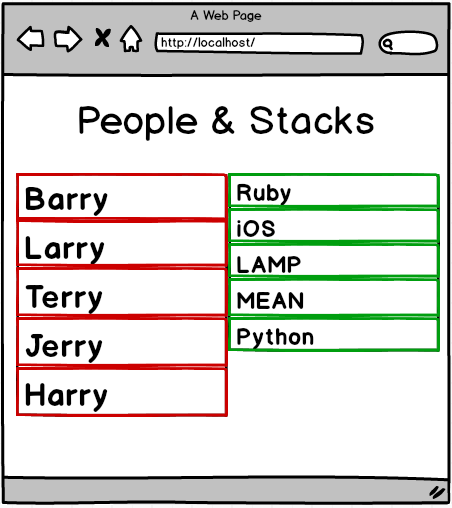 A Web Page
http://localhost/
People & Stacks
Barry
Larry
Terry
Jerry
Harry
Ruby
iOS
LAMP
MEAN
Python